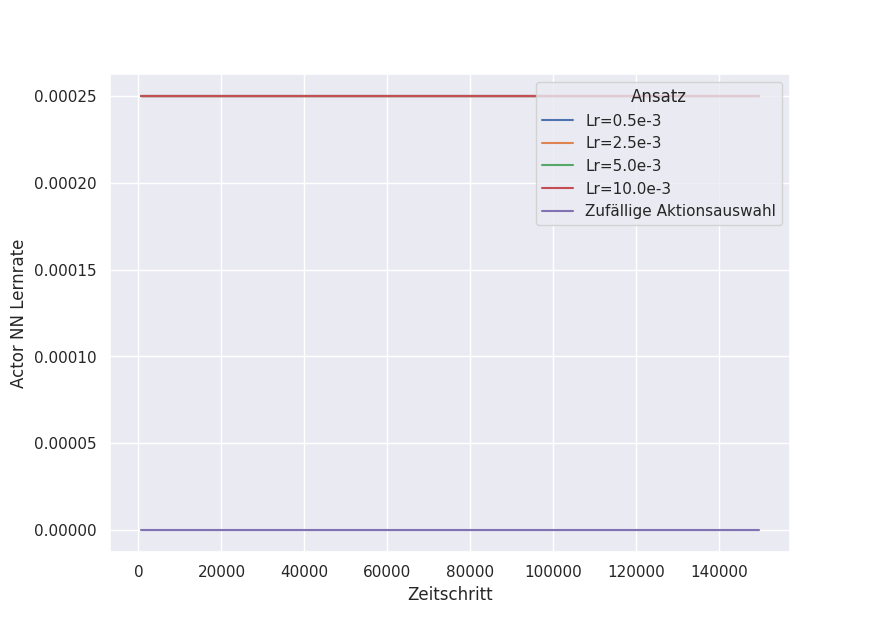 0.00025
0.00020
0.00015
0.00010
0.00005
0.00000
Actor NN Lernrate
Ansatz
Lr=0.5e-3
Lr=2.5e-3
Lr=5.0e-3
Lr=10.0e-3
Zufällige Aktionsauswahl
0 20000 40000 60000 80000 100000 120000 140000
Zeitschritt